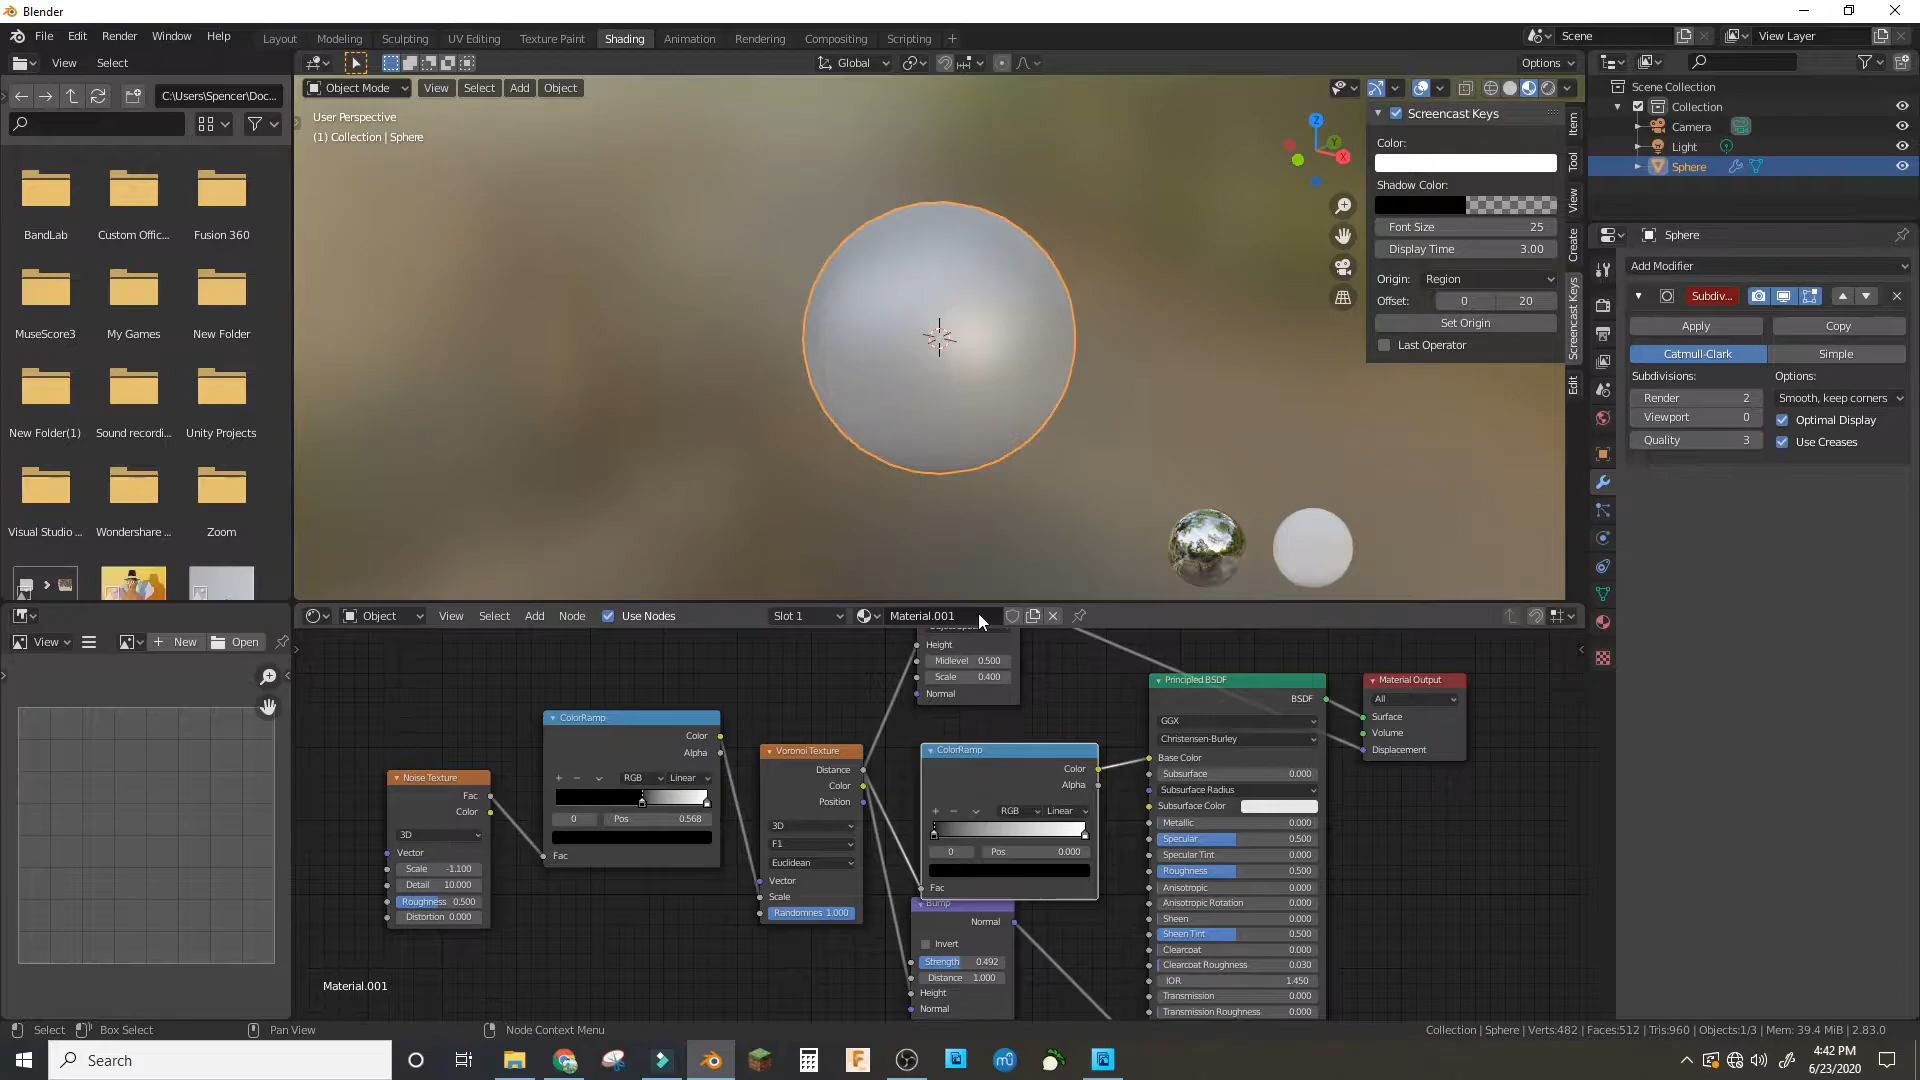 Blender
File Edit Render Window Help
Layout Modeling Sculpting UV Editing Texture Paint Shading Animation Rendering Compositing Scripting +
Scene
View Layer
View Select
Global
Options
C:\Users\Spencer\Doc...
Object Mode View Select Add Object
User Perspective
(1) Collection | Sphere
BandLab
Custom Offic...
Fusion 360
MuseScore3
My Games
New Folder
New Folder(1)
Sound recordi...
Unity Projects
Visual Studio ...
Wondershare ...
Zoom
Z
Y
X
Screencast Keys
Color:
Shadow Color:
Font Size 25
Display Time 3.00
Origin: Region
Offset: 0 20
Set Origin
Last Operator
Item
Tool
View
Create
Screencast Keys
Edit
Scene Collection
Collection
Camera
Light
Sphere
Sphere
Add Modifier
Subdiv...
Apply Copy
Catmull-Clark Simple
Subdivisions: Options:
Render 2 Smooth, keep corners
Viewport 0 Optimal Display
Quality 3 Use Creases
View + New Open
Object View Select Add Node Use Nodes Slot 1 Material.001
Height
Midlevel 0.500
Scale 0.400
Normal
Noise Texture
Fac
Color
3D
Vector
Scale -1.100
Detail 10.000
Roughness 0.500
Distortion 0.000
ColorRamp
Color
Alpha
+ − RGB Linear
0 Pos 0.568
Fac
Voronoi Texture
Distance
Color
Position
3D
F1
Euclidean
Vector
Scale
Randomnes 1.000
ColorRamp
Color
Alpha
+ − RGB Linear
0 Pos 0.000
Fac
Bump
Normal
Invert
Strength 0.492
Distance 1.000
Height
Normal
Principled BSDF
BSDF
GGX
Christensen-Burley
Base Color
Subsurface 0.000
Subsurface Radius
Subsurface Color
Metallic 0.000
Specular 0.500
Specular Tint 0.000
Roughness 0.500
Anisotropic 0.000
Anisotropic Rotation 0.000
Sheen 0.000
Sheen Tint 0.500
Clearcoat 0.000
Clearcoat Roughness 0.030
IOR 1.450
Transmission 0.000
Transmission Roughness 0.000
Material Output
All
Surface
Volume
Displacement
Material.001
Select Box Select Pan View Node Context Menu
Collection | Sphere | Verts:482 | Faces:512 | Tris:960 | Objects:1/3 | Mem: 39.4 MiB | 2.83.0
Search
4:42 PM
6/23/2020